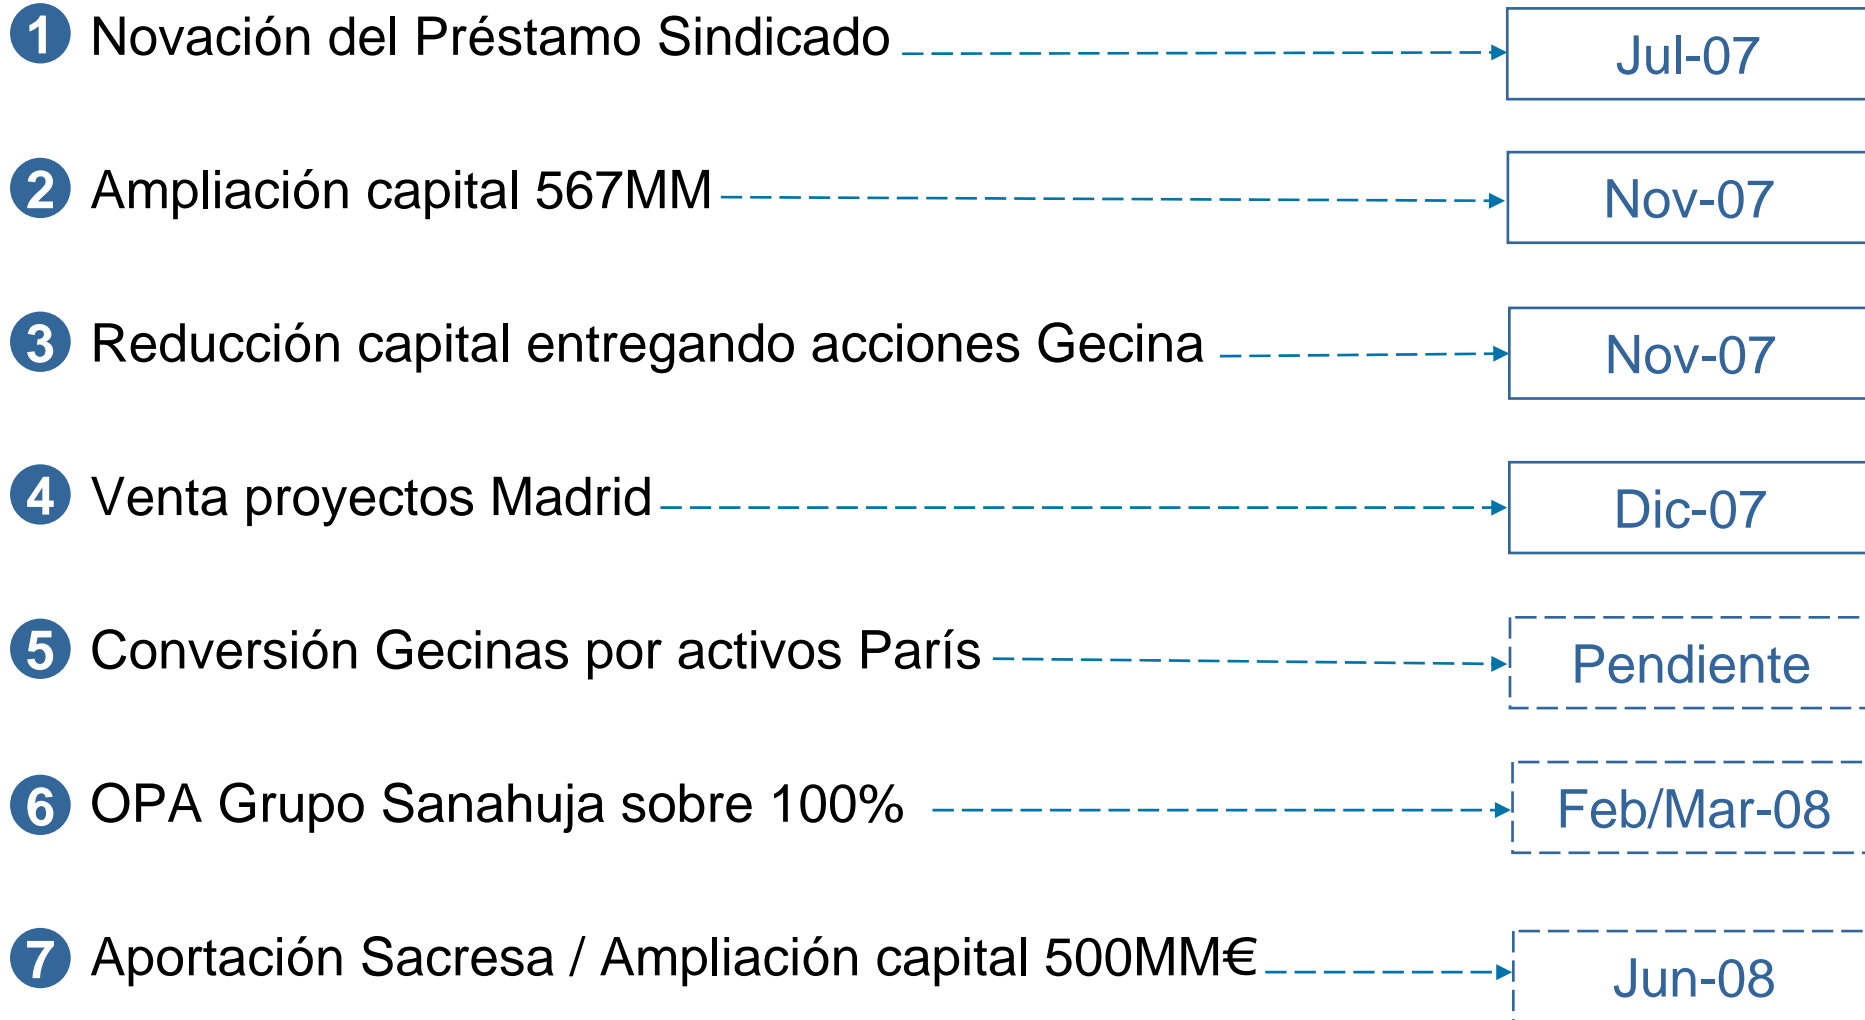 1 Novación del Préstamo Sindicado Jul-07
2 Ampliación capital 567MM Nov-07
3 Reducción capital entregando acciones Gecina Nov-07
4 Venta proyectos Madrid Dic-07
5 Conversión Gecinas por activos París Pendiente
6 OPA Grupo Sanahuja sobre 100% Feb/Mar-08
7 Aportación Sacresa / Ampliación capital 500MM€ Jun-08